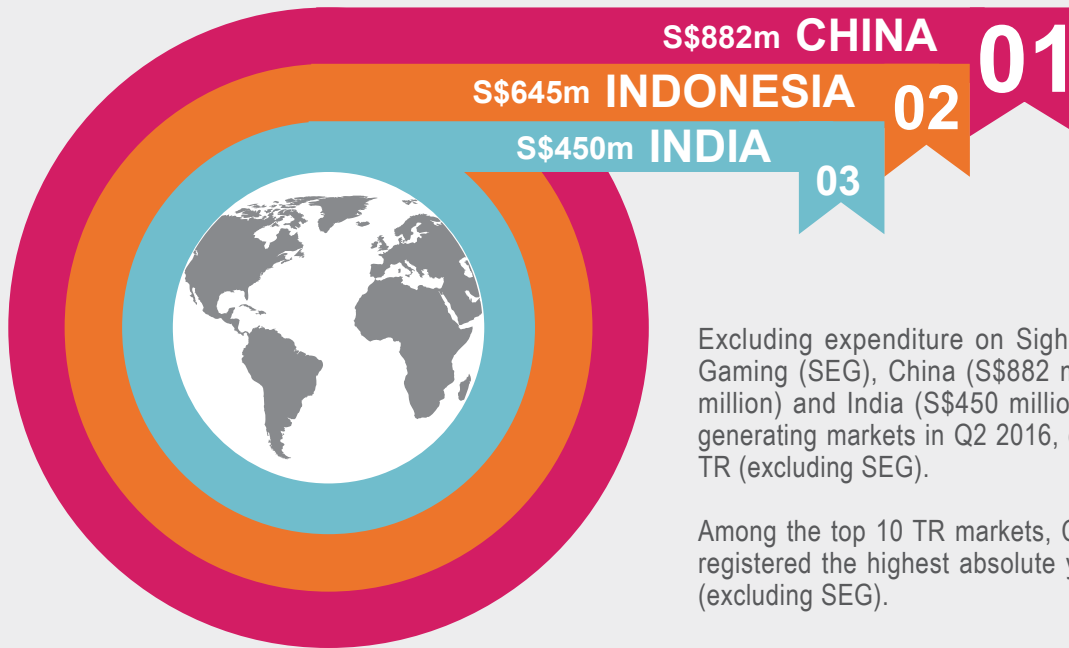 S$882m CHINA 01
S$645m INDONESIA 02
S$450m INDIA 03
Excluding expenditure on
Gaming (SEG), China (S$882
million) and India (S$450
generating markets in Q2 2016,
TR (excluding SEG).
Among the top 10 TR markets,
registered the highest absolute
(excluding SEG).